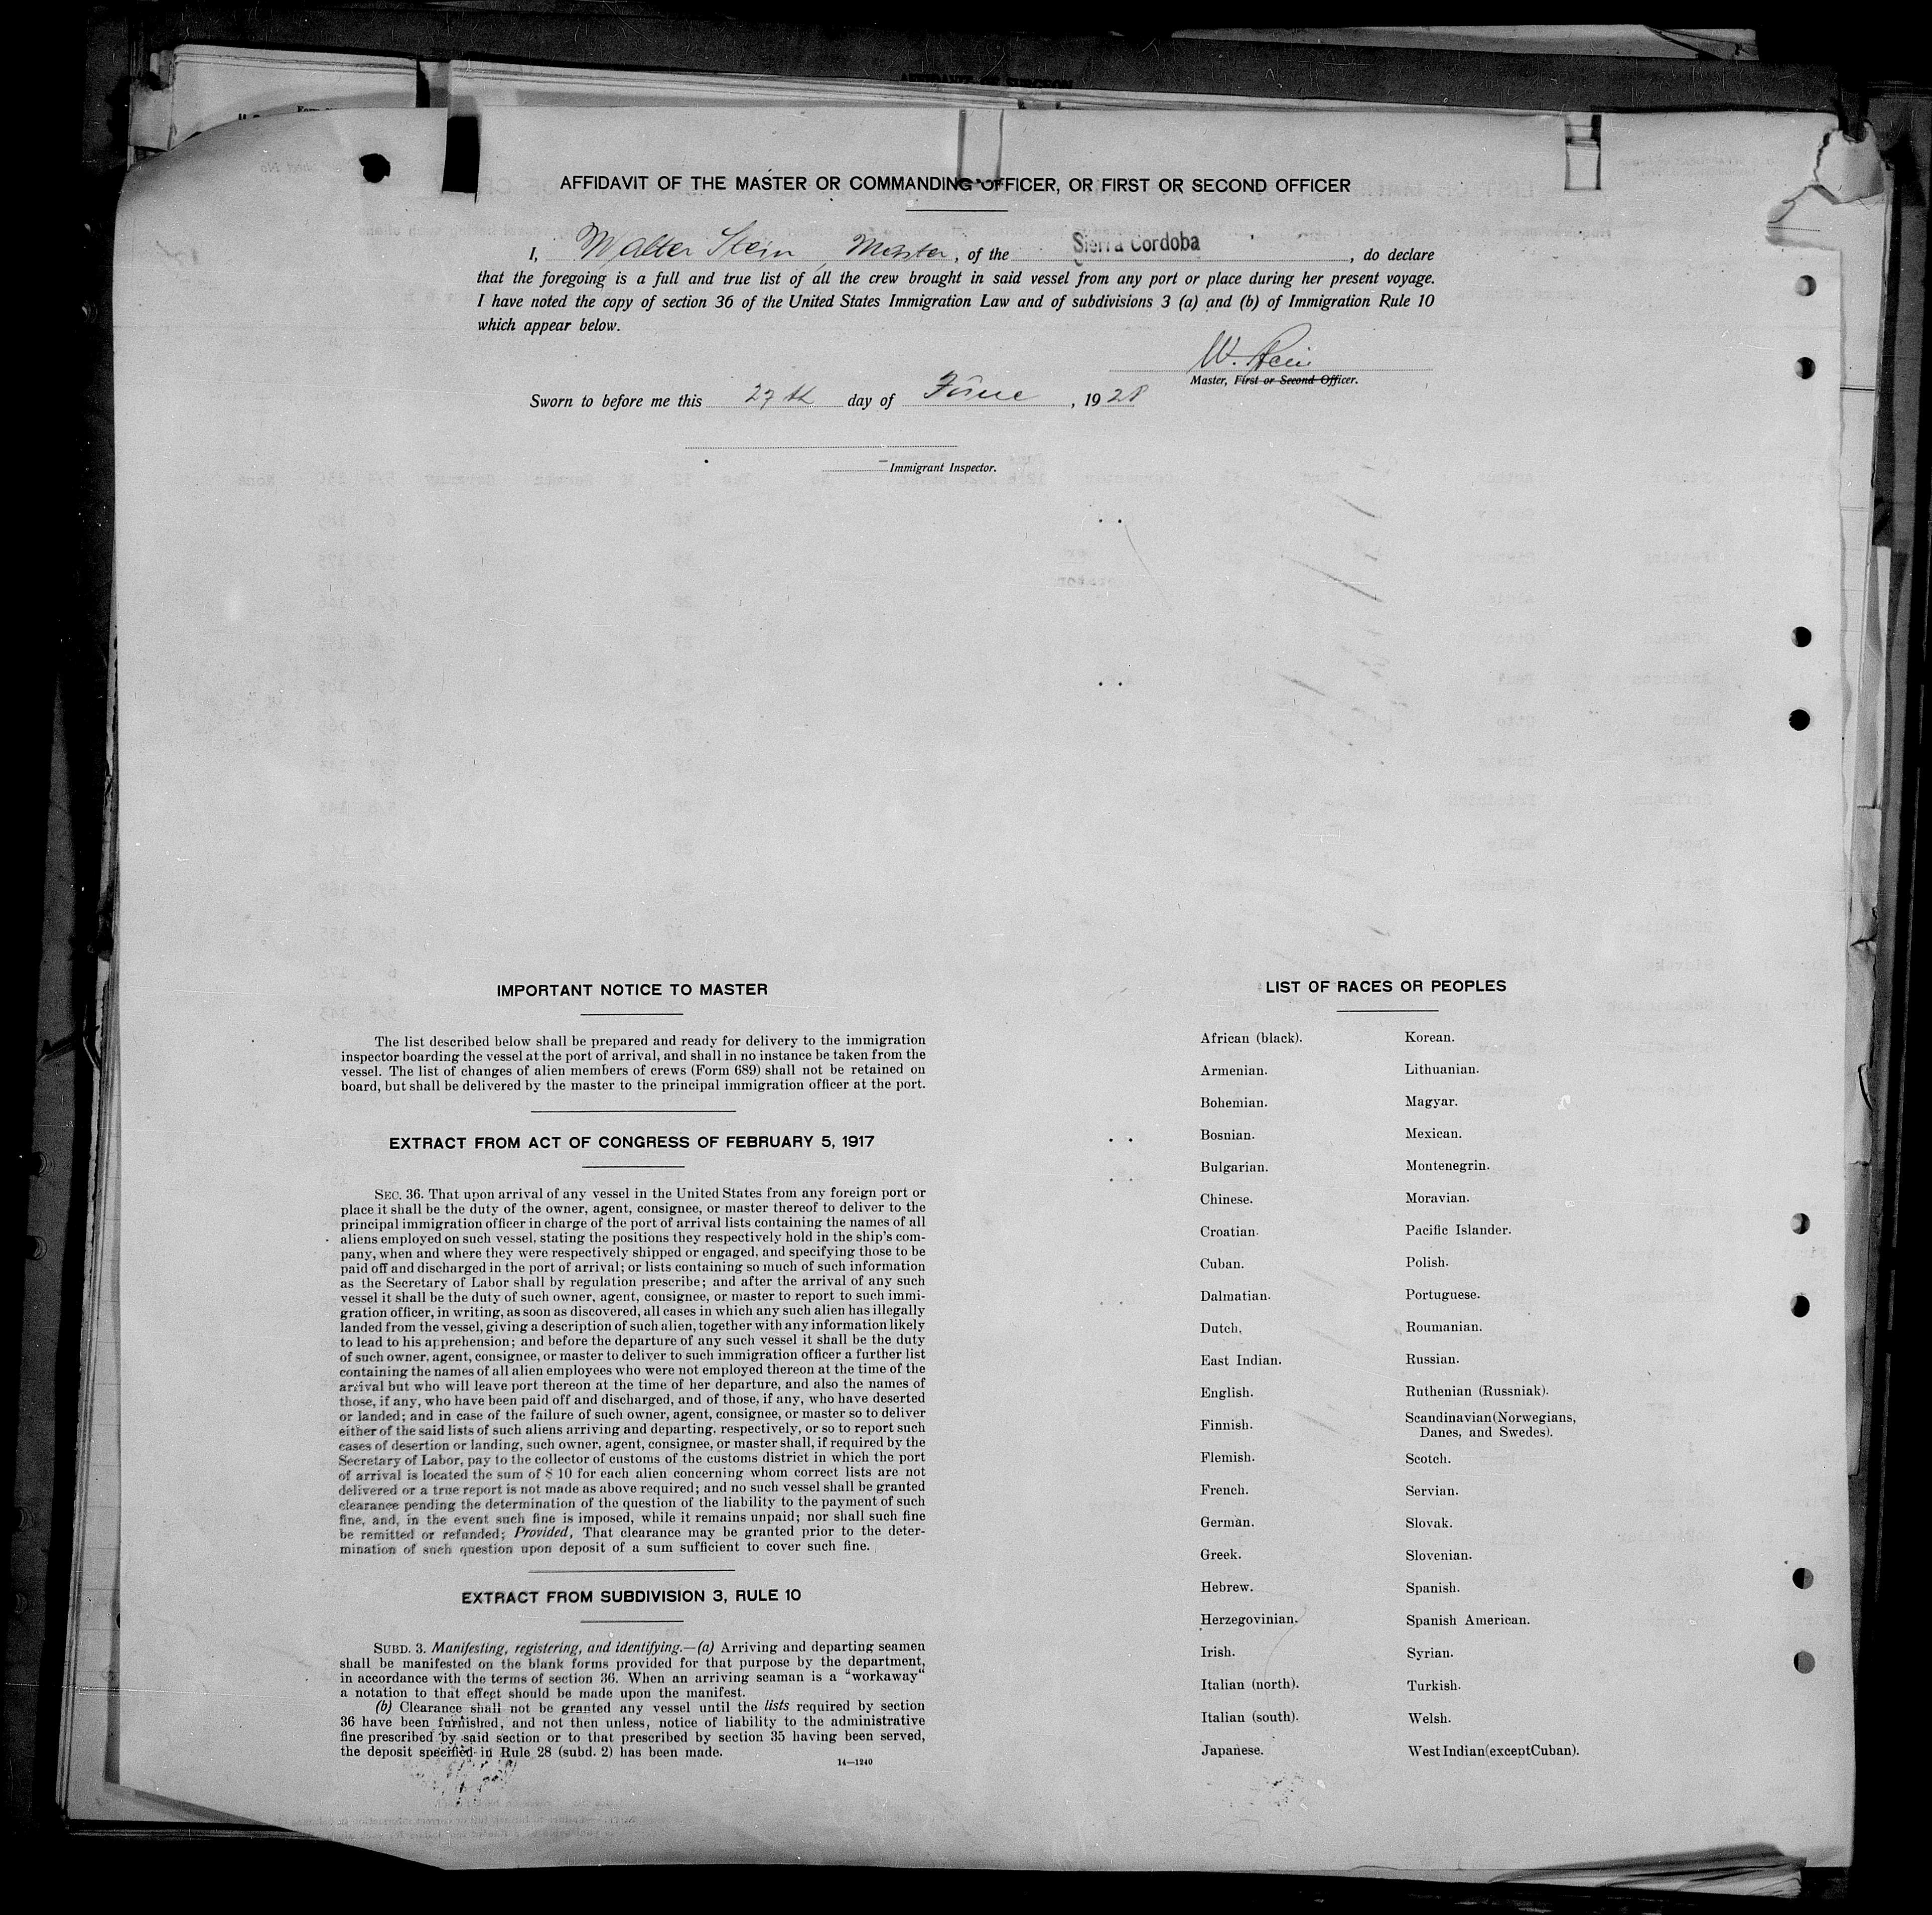 AFFIDAVIT OF THE MASTER OR COMMANDING OFFICER, OR FIRST OR SECOND OFFICER
I, Walter Stein, Master, of the Sierra Cordoba, do declare
that the foregoing is a full and true list of all the crew brought in said vessel from any port or place during her present voyage.
I have noted the copy of section 36 of the United States Immigration Law and of subdivisions 3 (a) and (b) of Immigration Rule 10
which appear below.
W. Stein
Master, First or Second Officer.
Sworn to before me this 27th day of June, 1928
Immigrant Inspector.
IMPORTANT NOTICE TO MASTER
The list described below shall be prepared and ready for delivery to the immigration
inspector boarding the vessel at the port of arrival, and shall in no instance be taken from the
vessel. The list of changes of alien members of crews (Form 689) shall not be retained on
board, but shall be delivered by the master to the principal immigration officer at the port.
EXTRACT FROM ACT OF CONGRESS OF FEBRUARY 5, 1917
SEC. 36. That upon arrival of any vessel in the United States from any foreign port or
place it shall be the duty of the owner, agent, consignee, or master thereof to deliver to the
principal immigration officer in charge of the port of arrival lists containing the names of all
aliens employed on such vessel, stating the positions they respectively hold in the ship's com-
pany, when and where they were respectively shipped or engaged, and specifying those to be
paid off and discharged in the port of arrival; or lists containing so much of such information
as the Secretary of Labor shall by regulation prescribe; and after the arrival of any such
vessel it shall be the duty of such owner, agent, consignee, or master to report to such immi-
gration officer, in writing, as soon as discovered, all cases in which any such alien has illegally
landed from the vessel, giving a description of such alien, together with any information likely
to lead to his apprehension; and before the departure of any such vessel it shall be the duty
of such owner, agent, consignee, or master to deliver to such immigration officer a further list
containing the names of all alien employees who were not employed thereon at the time of the
arrival but who will leave port thereon at the time of her departure, and also the names of
those, if any, who have been paid off and discharged, and of those, if any, who have deserted
or landed; and in case of the failure of such owner, agent, consignee, or master so to deliver
either of the said lists of such aliens arriving and departing, respectively, or so to report such
cases of desertion or landing, such owner, agent, consignee, or master shall, if required by the
Secretary of Labor, pay to the collector of customs of the customs district in which the port
of arrival is located the sum of $ 10 for each alien concerning whom correct lists are not
delivered or a true report is not made as above required; and no such vessel shall be granted
clearance pending the determination of the question of the liability to the payment of such
fine, and, in the event such fine is imposed, while it remains unpaid; nor shall such fine
be remitted or refunded; Provided, That clearance may be granted prior to the deter-
mination of such question upon deposit of a sum sufficient to cover such fine.
EXTRACT FROM SUBDIVISION 3, RULE 10
SUBD. 3. Manifesting, registering, and identifying.—(a) Arriving and departing seamen
shall be manifested on the blank forms provided for that purpose by the department,
in accordance with the terms of section 36. When an arriving seaman is a "workaway"
a notation to that effect should be made upon the manifest.
(b) Clearance shall not be granted any vessel until the lists required by section
36 have been furnished, and not then unless, notice of liability to the administrative
fine prescribed by said section or to that prescribed by section 35 having been served,
the deposit specified in Rule 28 (subd. 2) has been made.
14—1240
LIST OF RACES OR PEOPLES
African (black).
Armenian.
Bohemian.
Bosnian.
Bulgarian.
Chinese.
Croatian.
Cuban.
Dalmatian.
Dutch.
East Indian.
English.
Finnish.
Flemish.
French.
German.
Greek.
Hebrew.
Herzegovinian.
Irish.
Italian (north).
Italian (south).
Japanese.
Korean.
Lithuanian.
Magyar.
Mexican.
Montenegrin.
Moravian.
Pacific Islander.
Polish.
Portuguese.
Roumanian.
Russian.
Ruthenian (Russniak).
Scandinavian (Norwegians,
Danes, and Swedes).
Scotch.
Servian.
Slovak.
Slovenian.
Spanish.
Spanish American.
Syrian.
Turkish.
Welsh.
West Indian (except Cuban).